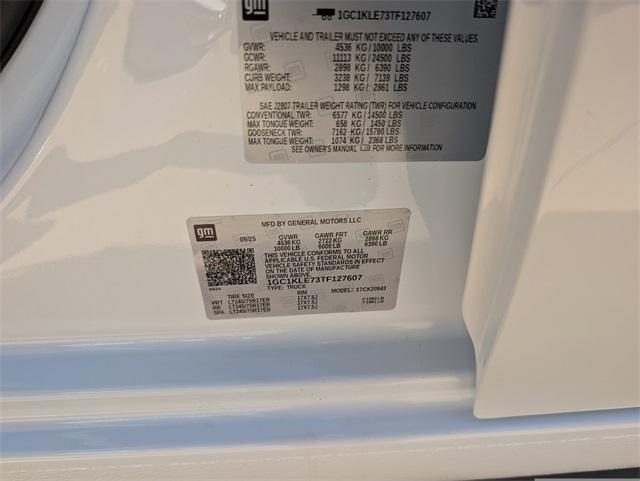 gm
1GC1KLE73TF127607
VEHICLE AND TRAILER MUST NOT EXCEED ANY OF THESE VALUES.
GVWR: 4536 KG / 10000 LBS
GCWR: 11113 KG / 24500 LBS
RGAWR: 2898 KG / 6390 LBS
CURB WEIGHT: 3238 KG / 7139 LBS
MAX PAYLOAD: 1298 KG / 2861 LBS
SAE J2807 TRAILER WEIGHT RATING (TWR) FOR VEHICLE CONFIGURATION.
CONVENTIONAL TWR: 6577 KG / 14500 LBS
MAX TONGUE WEIGHT: 658 KG / 1450 LBS
GOOSENECK TWR: 7162 KG / 15790 LBS
MAX TONGUE WEIGHT: 1074 KG / 2368 LBS
SEE OWNER'S MANUAL FOR MORE INFORMATION
gm
MFD BY GENERAL MOTORS LLC
09/25 GVWR GAWR FRT GAWR RR
4536 KG 2722 KG 2898 KG
10000 LB 6000 LB 6390 LB
THIS VEHICLE CONFORMS TO ALL
APPLICABLE U.S. FEDERAL MOTOR
VEHICLE SAFETY STANDARDS IN EFFECT
ON THE DATE OF MANUFACTURE
SHOWN ABOVE.
1GC1KLE73TF127607
TYPE: TRUCK MODEL: 37CK20943
TIRE SIZE RIM
FRT LT245/75R17ER 17X7.5J
RR LT245/75R17ER 17X7.5J
SPA LT245/75R17ER 17X7.5J